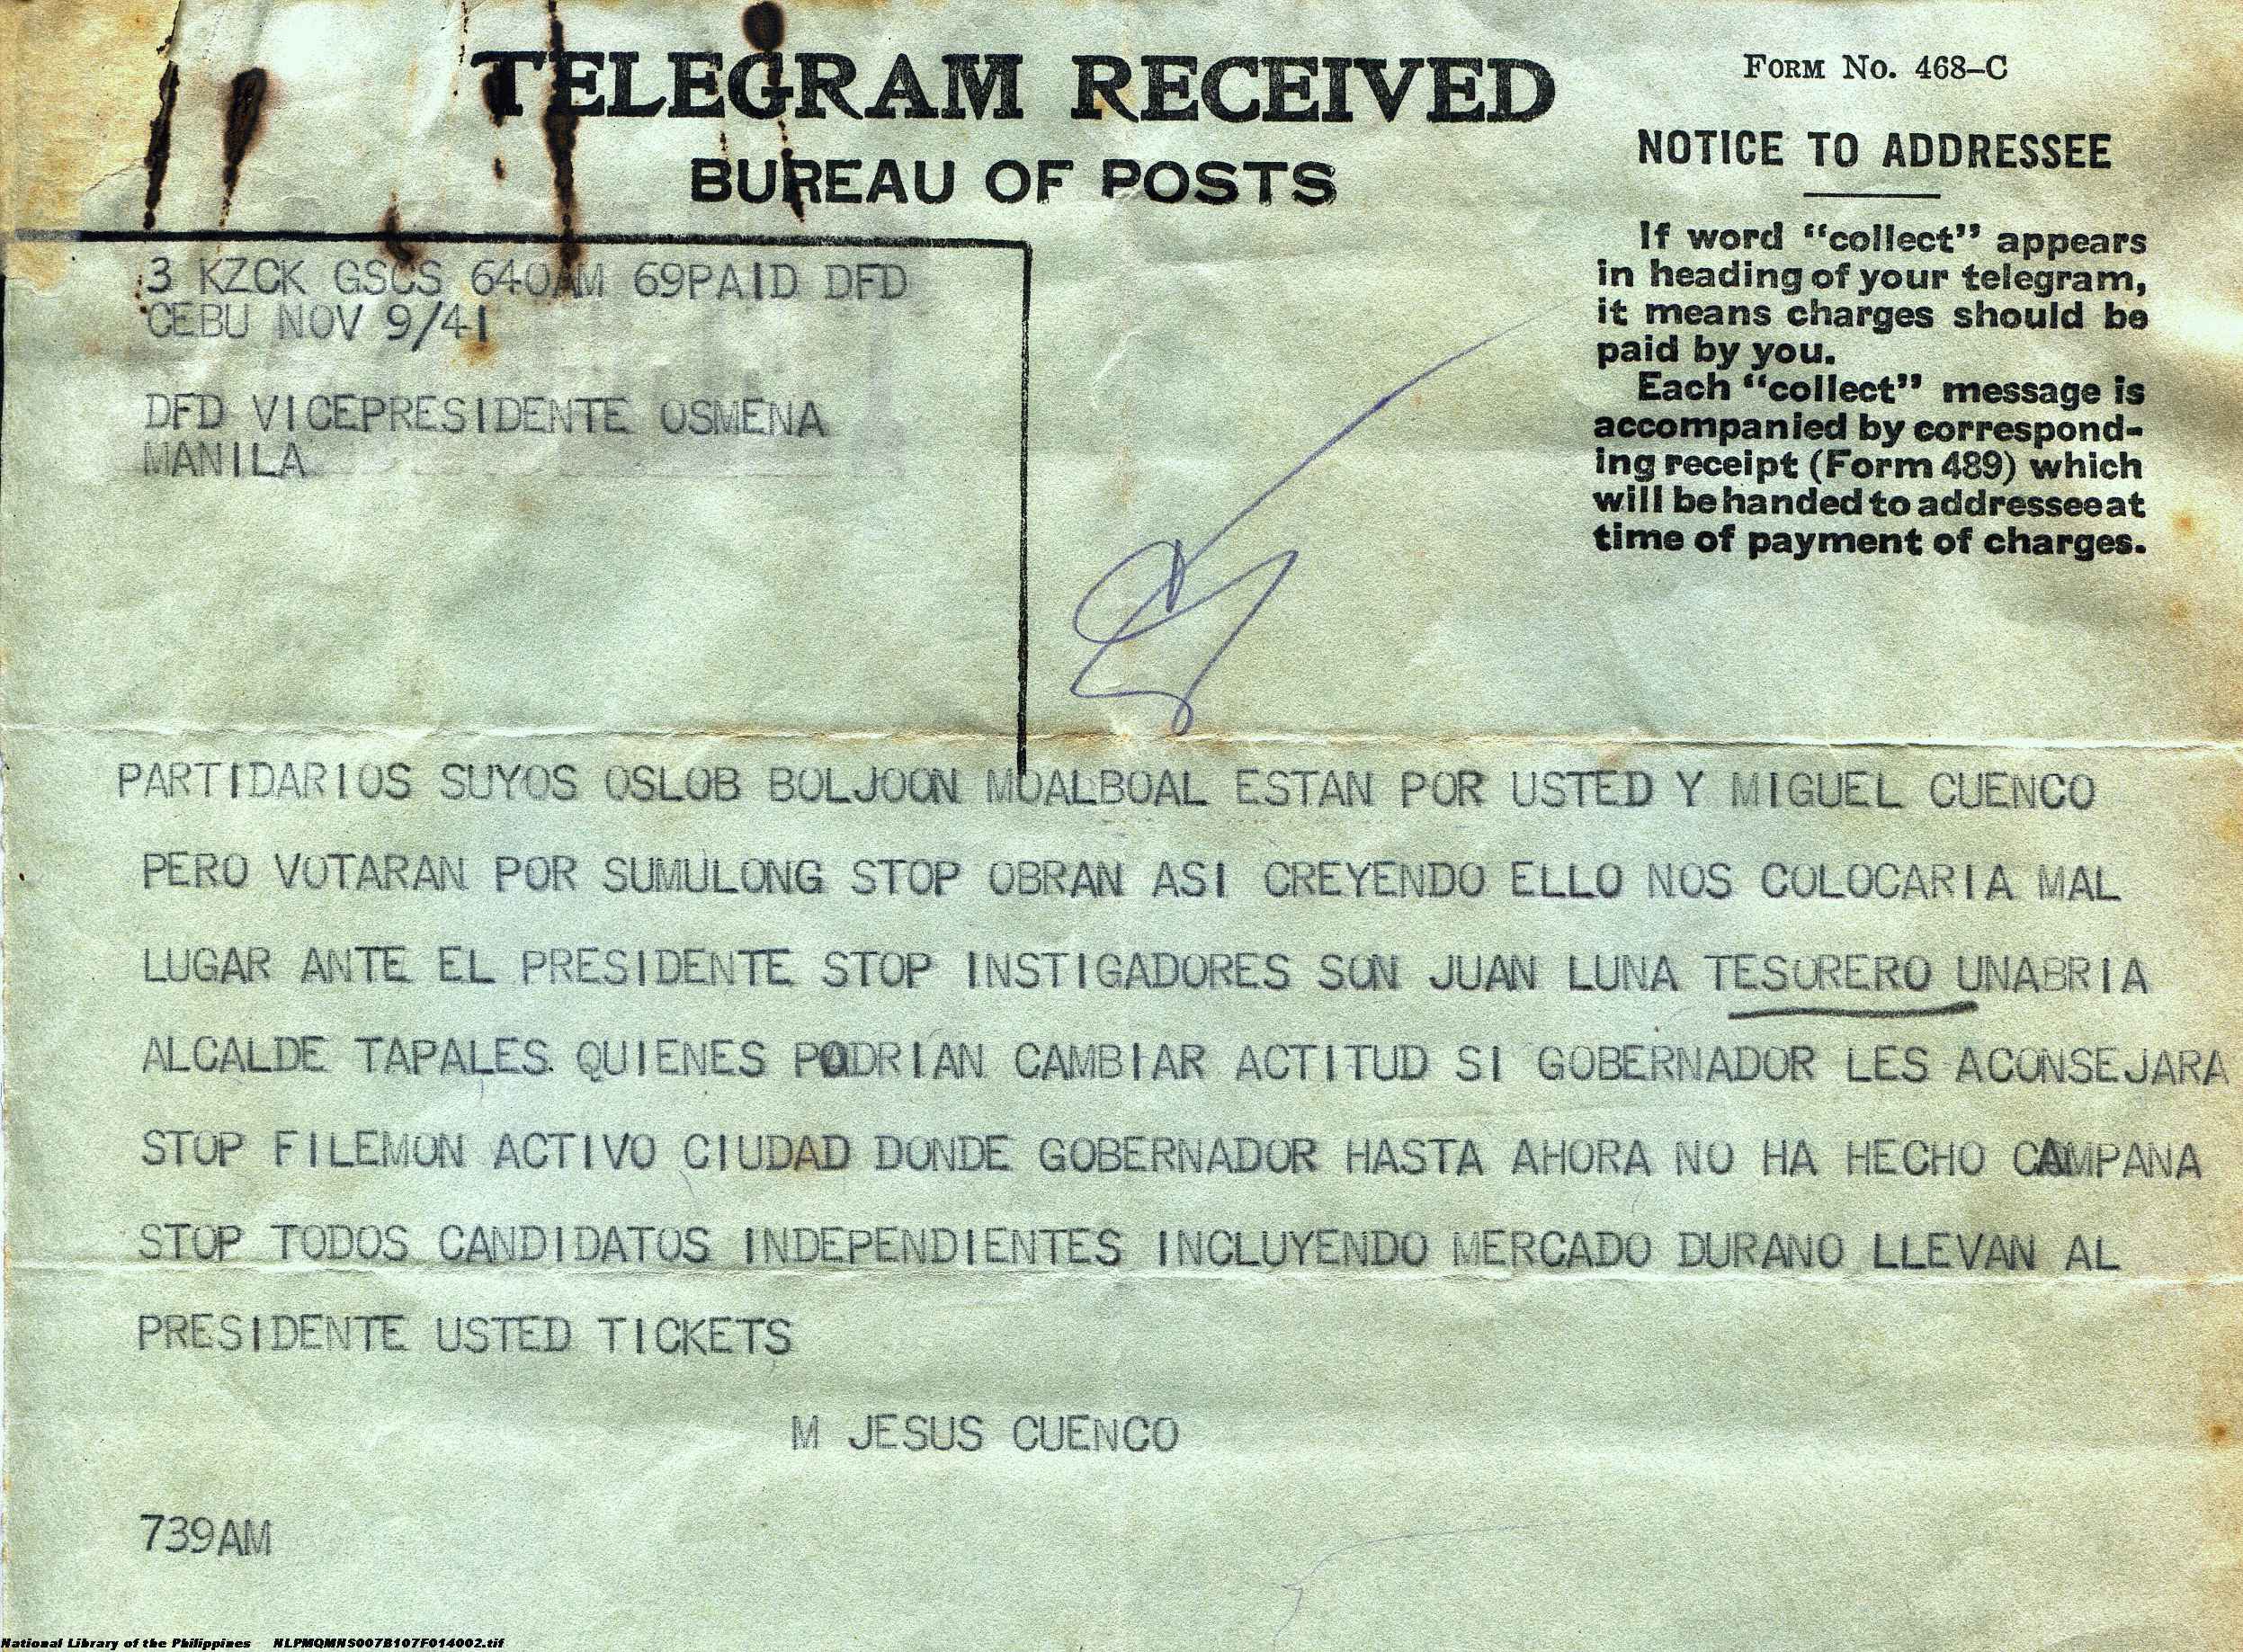 TELEGRAM RECEIVED
BUREAU OF POSTS
FORM NO. 468-C
NOTICE TO ADDRESSEE
If word "collect" appears
in heading of your telegram,
it means charges should be
paid by you.
Each "collect" message is
accompanied by correspond-
ing receipt (Form 489) which
will be handed to addressee at
time of payment of charges.
3 KZCK GSCS 640AM 69PAID DFD
CEBU NOV 9/41
DFD VICEPRESIDENTE OSMENA
MANILA
PARTIDARIOS SUYOS OSLOB BOLJOON MOALBOAL ESTAN POR USTED Y MIGUEL CUENCO
PERO VOTARAN POR SUMULONG STOP OBRAN ASI CREYENDO ELLO NOS COLOCARIA MAL
LUGAR ANTE EL PRESIDENTE STOP INSTIGADORES SON JUAN LUNA TESORERO UNABRIA
ALCALDE TAPALES QUIENES PODRIAN CAMBIAR ACTITUD SI GOBERNADOR LES ACONSEJARA
STOP FILEMON ACTIVO CIUDAD DONDE GOBERNADOR HASTA AHORA NO HA HECHO CAMPANA
STOP TODOS CANDIDATOS INDEPENDIENTES INCLUYENDO MERCADO DURANO LLEVAN AL
PRESIDENTE USTED TICKETS
M JESUS CUENCO
739AM
National Library of the Philippines NLPMQMNS007B107F014002.tif